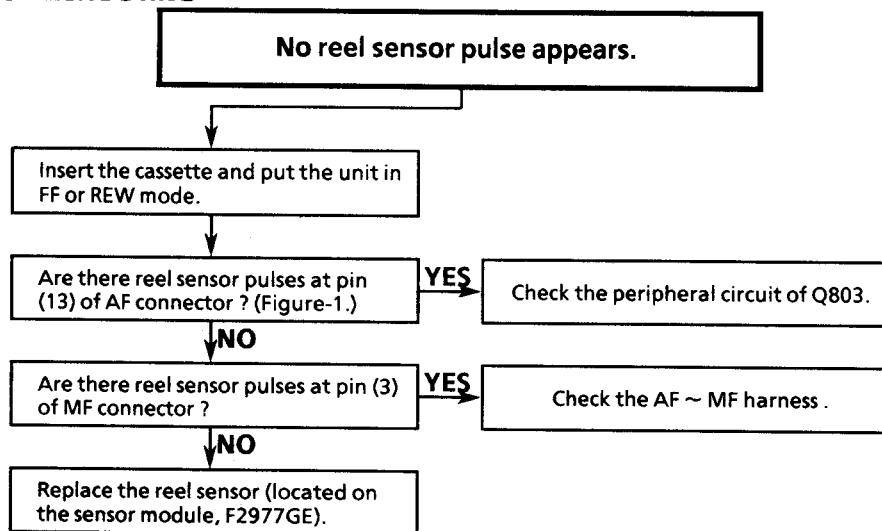 No reel sensor pulse appears.
Insert the cassette and put the unit in
FF or REW mode.
Are there reel sensor pulses at pin
(13) of AF connector ? (Figure-1.)
YES
Check the peripheral circuit of Q803.
NO
Are there reel sensor pulses at pin (3)
of MF connector ?
YES
Check the AF ~ MF harness .
NO
Replace the reel sensor (located on
the sensor module, F2977GE).